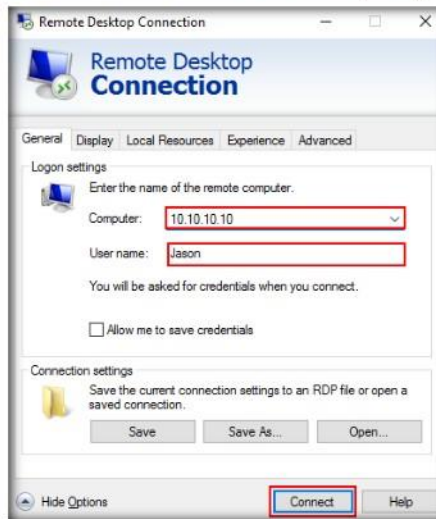 Remote Desktop Connection
Remote Desktop
Connection
General Display Local Resources Experience Advanced
Logon settings
Enter the name of the remote computer.
Computer: 10.10.10.10
User name: Jason
You will be asked for credentials when you connect.
Allow me to save credentials
Connection settings
Save the current connection settings to an RDP file or open a
saved connection.
Save Save As... Open...
Hide Options Connect Help